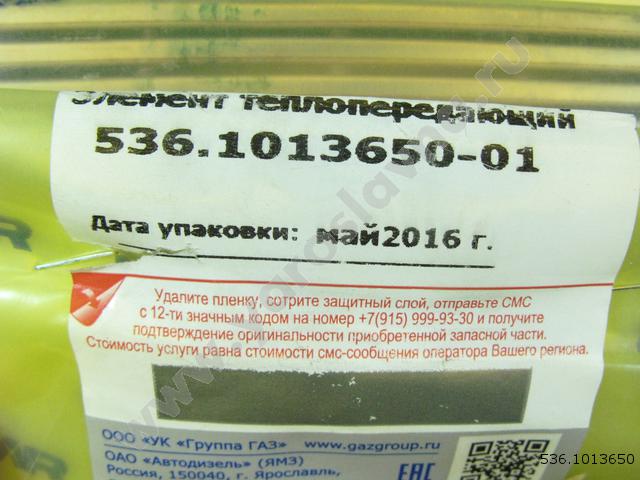 Элемент теплопередающий
536.1013650-01
Дата упаковки: май2016 г.
Удалите пленку, сотрите защитный слой, отправьте СМС
с 12-ти значным кодом на номер +7(915) 999-93-30 и получите
подтверждение оригинальности приобретенной запасной части.
Стоимость услуги равна стоимости смс-сообщения оператора Вашего региона.
ООО «УК «Группа ГАЗ» www.gazgroup.ru
ОАО «Автодизель» (ЯМЗ)
Россия, 150040, г. Ярославль,
EAC
536.1013650